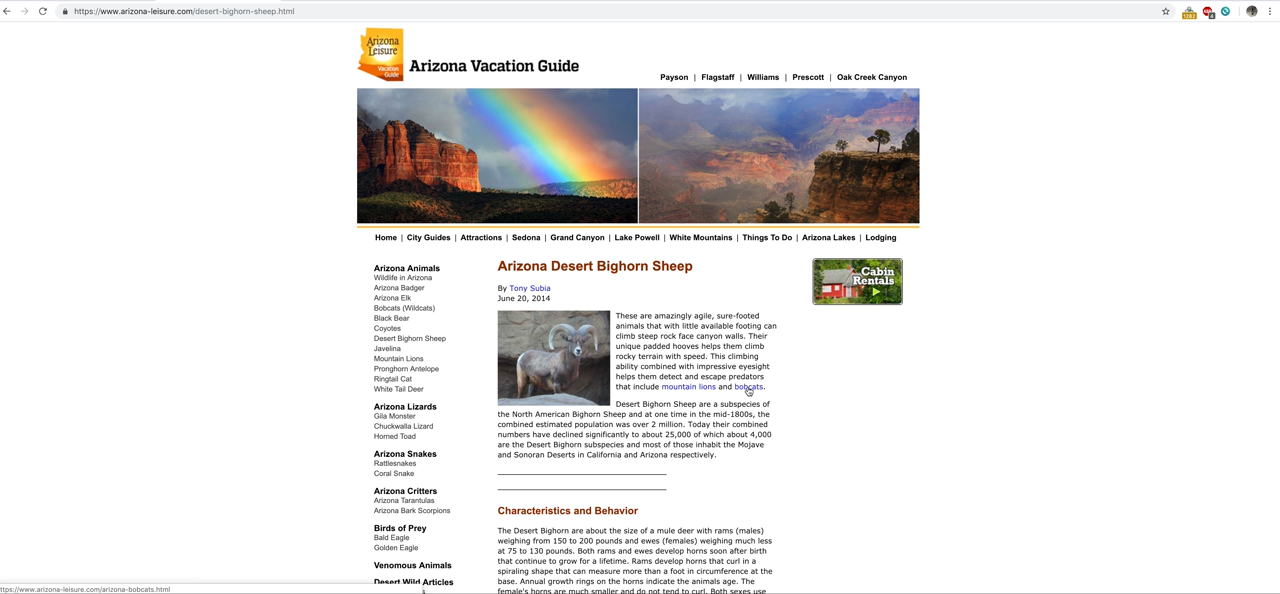 https://www.arizona-leisure.com/desert-bighorn-sheep.html
1282
4
Arizona
Leisure
Vacation
Guide
Arizona Vacation Guide
Payson | Flagstaff | Williams | Prescott | Oak Creek Canyon
Home | City Guides | Attractions | Sedona | Grand Canyon | Lake Powell | White Mountains | Things To Do | Arizona Lakes | Lodging
Arizona Animals
Wildlife in Arizona
Arizona Badger
Arizona Elk
Bobcats (Wildcats)
Black Bear
Coyotes
Desert Bighorn Sheep
Javelina
Mountain Lions
Pronghorn Antelope
Ringtail Cat
White Tail Deer
Arizona Lizards
Gila Monster
Chuckwalla Lizard
Horned Toad
Arizona Snakes
Rattlesnakes
Coral Snake
Arizona Critters
Arizona Tarantulas
Arizona Bark Scorpions
Birds of Prey
Bald Eagle
Golden Eagle
Venomous Animals
Desert Wild Articles
Arizona Desert Bighorn Sheep
By Tony Subia
June 20, 2014
These are amazingly agile, sure-footed
animals that with little available footing can
climb steep rock face canyon walls. Their
unique padded hooves helps them climb
rocky terrain with speed. This climbing
ability combined with impressive eyesight
helps them detect and escape predators
that include mountain lions and bobcats.
Desert Bighorn Sheep are a subspecies of
the North American Bighorn Sheep and at one time in the mid-1800s, the
combined estimated population was over 2 million. Today their combined
numbers have declined significantly to about 25,000 of which about 4,000
are the Desert Bighorn subspecies and most of those inhabit the Mojave
and Sonoran Deserts in California and Arizona respectively.
Characteristics and Behavior
The Desert Bighorn are about the size of a mule deer with rams (males)
weighing from 150 to 200 pounds and ewes (females) weighing much less
at 75 to 130 pounds. Both rams and ewes develop horns soon after birth
that continue to grow for a lifetime. Rams develop horns that curl in a
spiraling shape that can measure more than a foot in circumference at the
base. Annual growth rings on the horns indicate the animals age. The
female's horns are much smaller and do not tend to curl. Both sexes use
Cabin
Rentals
ttps://www.arizona-leisure.com/arizona-bobcats.html